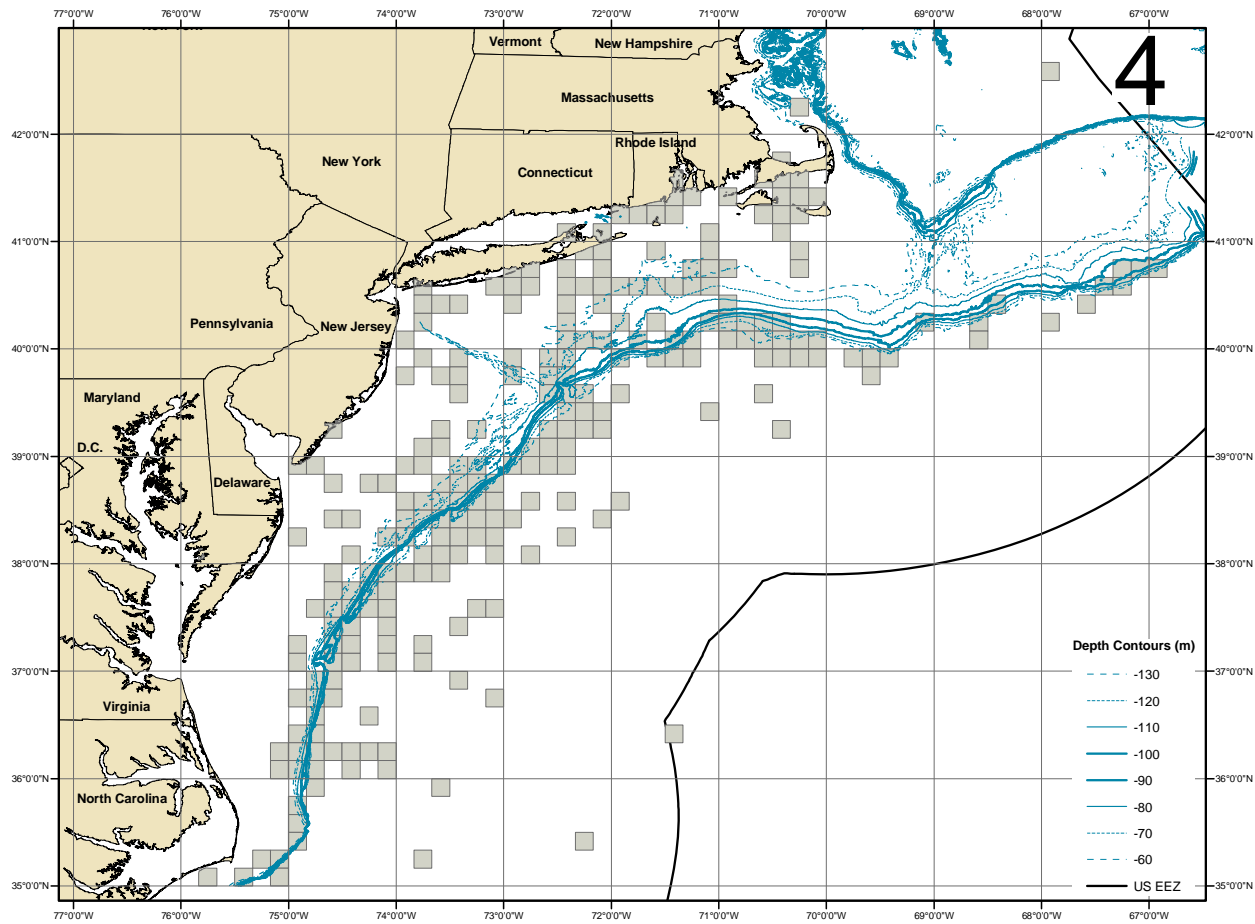 77°0'0"W 76°0'0"W 75°0'0"W 74°0'0"W 73°0'0"W 72°0'0"W 71°0'0"W 70°0'0"W 69°0'0"W 68°0'0"W 67°0'0"W
Vermont
New Hampshire
4
Massachusetts
42°0'0"N 42°0'0"N
Rhode Island
New York
Connecticut
41°0'0"N 41°0'0"N
Pennsylvania
New Jersey
40°0'0"N 40°0'0"N
Maryland
D.C.
39°0'0"N 39°0'0"N
Delaware
38°0'0"N 38°0'0"N
Depth Contours (m)
37°0'0"N 37°0'0"N
-130
-120
Virginia
-110
-100
36°0'0"N 36°0'0"N
-90
North Carolina
-80
-70
-60
35°0'0"N 35°0'0"N
US EEZ
77°0'0"W 76°0'0"W 75°0'0"W 74°0'0"W 73°0'0"W 72°0'0"W 71°0'0"W 70°0'0"W 69°0'0"W 68°0'0"W 67°0'0"W